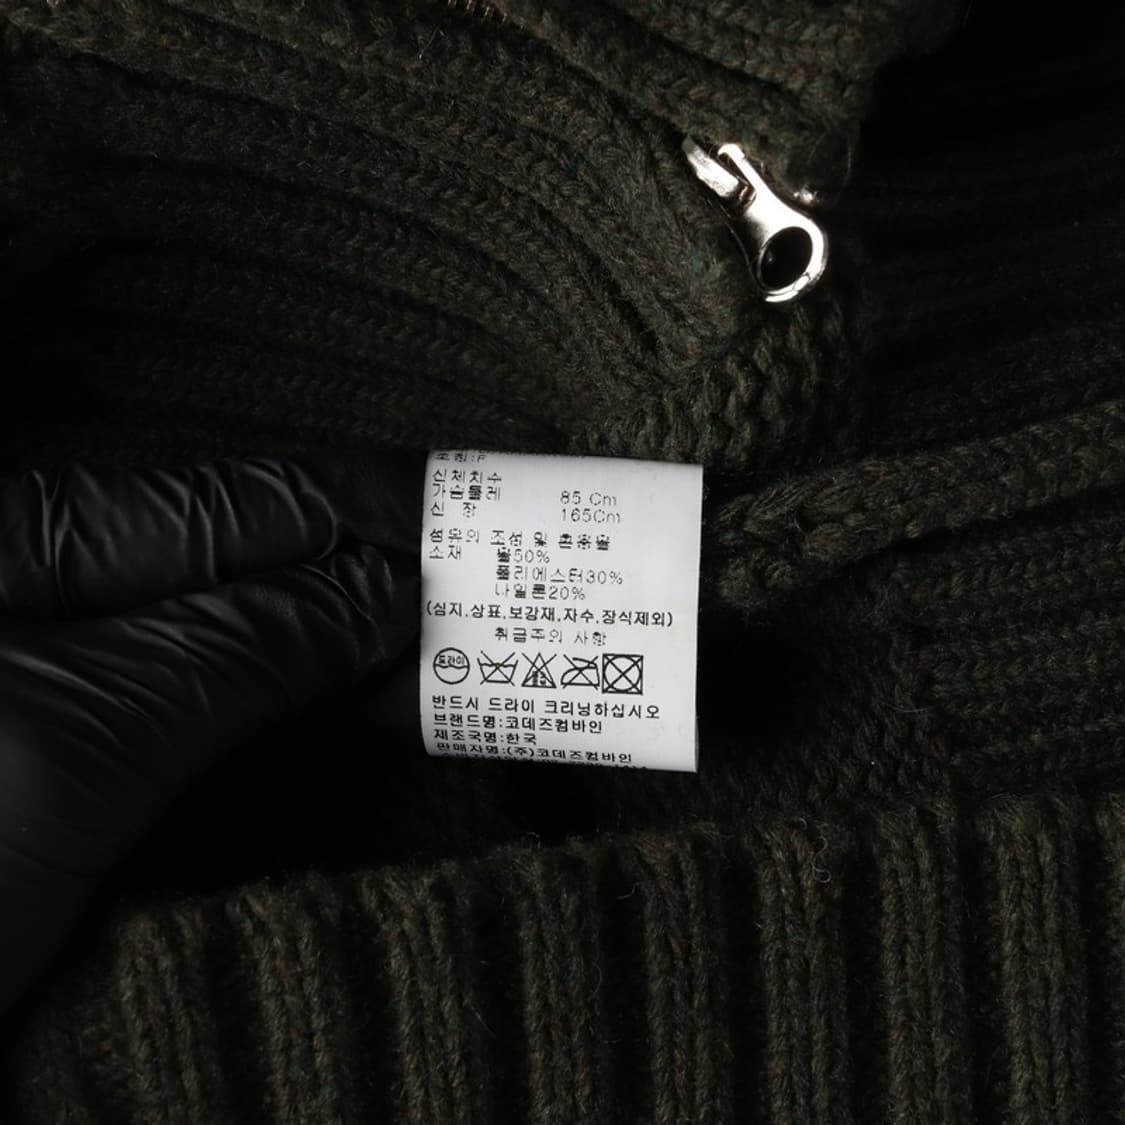 신체치수
가슴둘레 85 Cm
신 장 165Cm
섬유의 조성 및 혼용율
소재 울50%
폴리에스터30%
나일론20%
(심지,상표,보강재,자수,장식제외)
취급주의 사항
드라이
반드시 드라이 크리닝하십시오
브랜드명:코데즈컴바인
제조국명:한국
판매자명:(주)코데즈컴바인